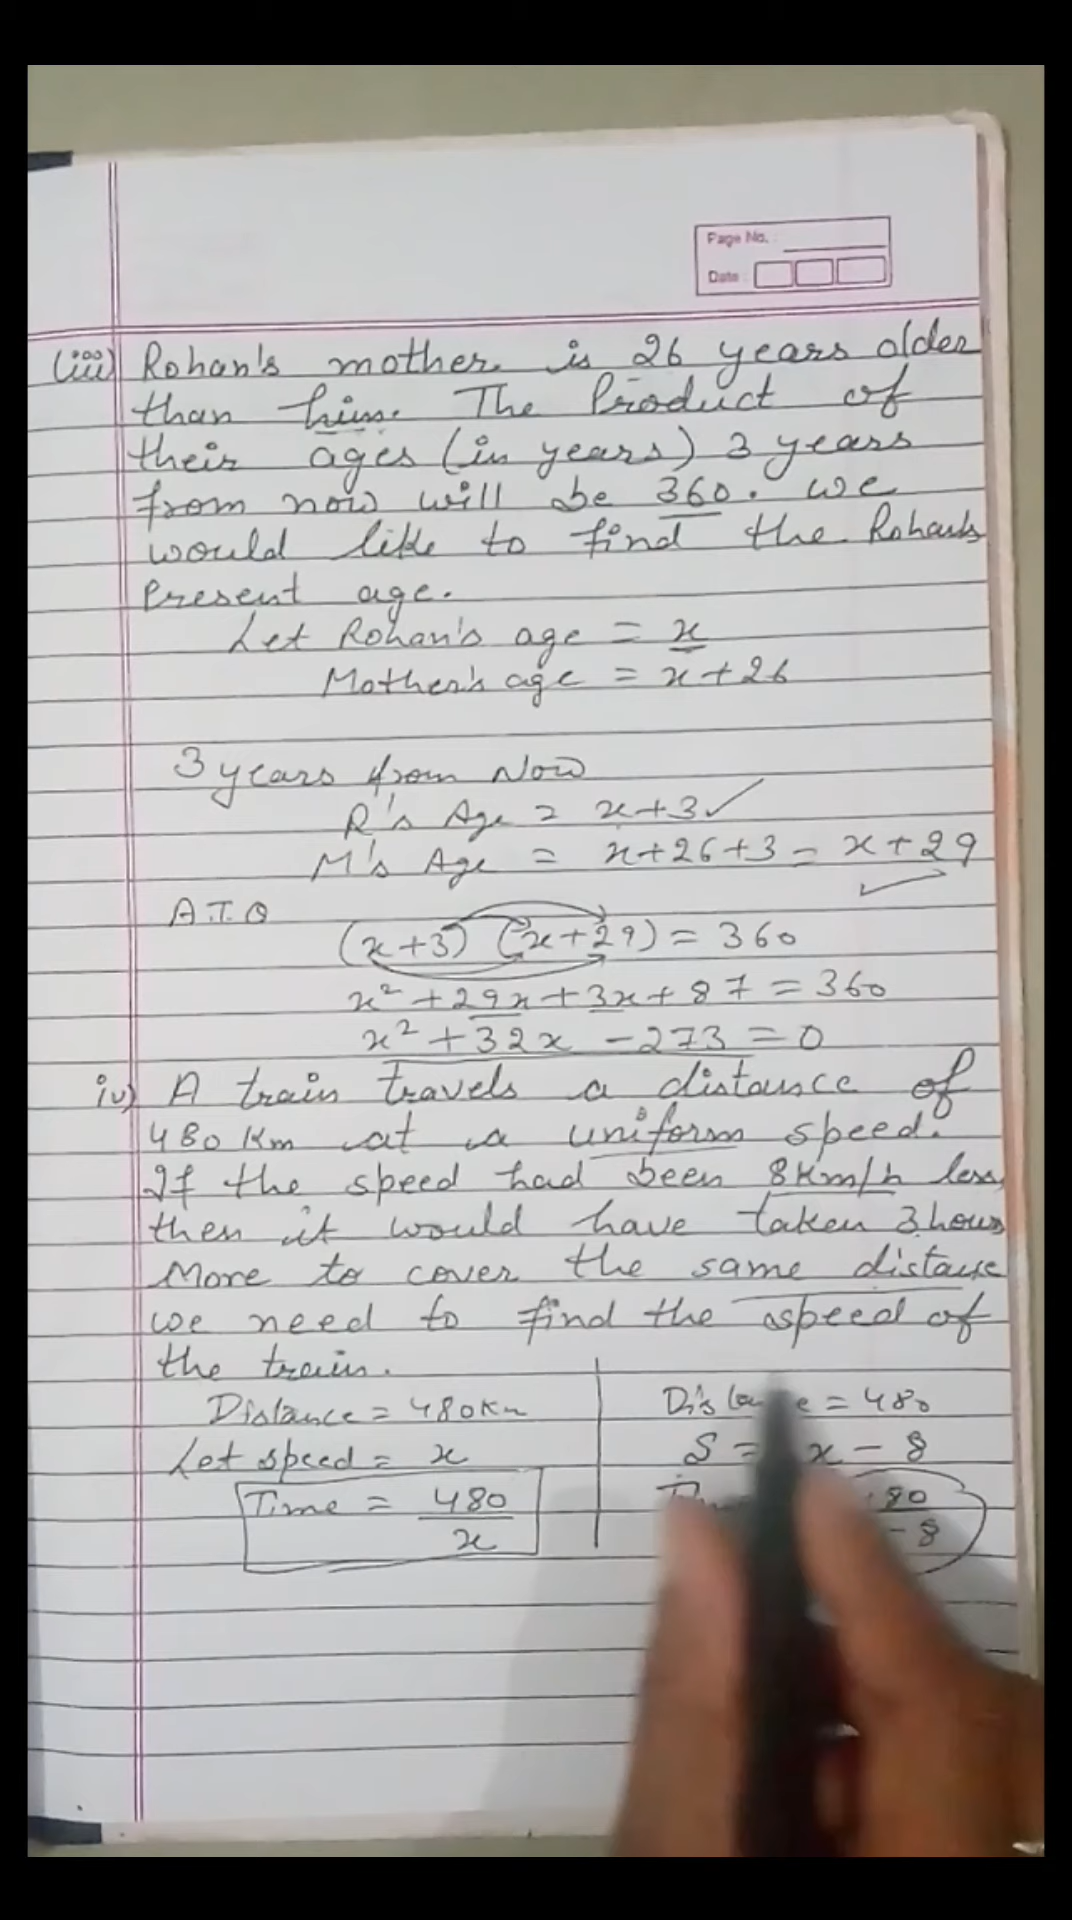 Page No.
Date
(iii) Rohan's mother is 26 years older
than him. The Product of
their ages (in years) 3 years
from now will be 360. we
would like to find the Rohan's
Present age.
Let Rohan's age = x
Mother's age = x+26
3 years from Now
R's Age = x+3 ✓
M's Age = x+26+3 = x+29
A.T.Q
(x+3) (x+29) = 360
x² + 29x + 3x + 87 = 360
x² + 32x - 273 = 0
iv) A train travels a distance of
480 Km at a uniform speed.
If the speed had been 8Km/h less
then it would have taken 3 hours
More to cover the same distance
we need to find the speed of
the train.
Distance = 480Km
Let speed = x
Time = 480/x
= 480
S = x - 8
80
- 8